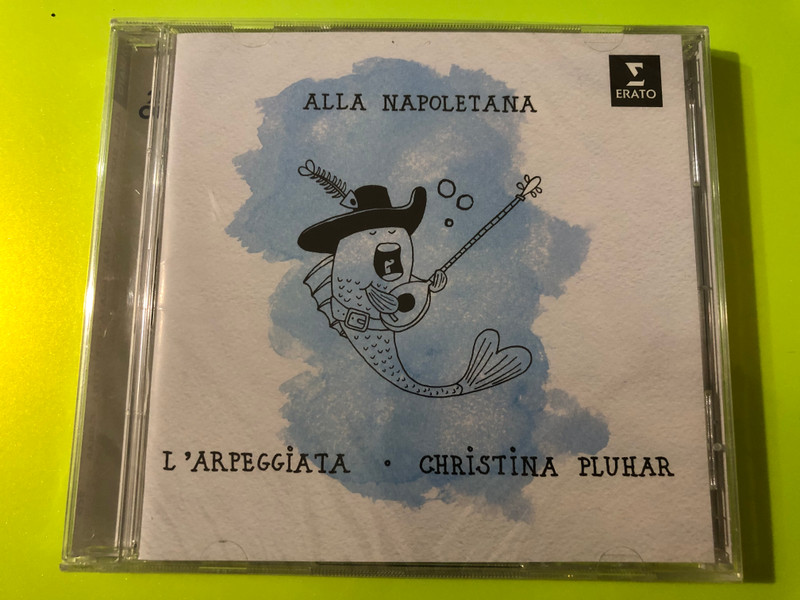 ALLA NAPOLETANA
ERATO
L'ARPEGGIATA • CHRISTINA PLUHAR